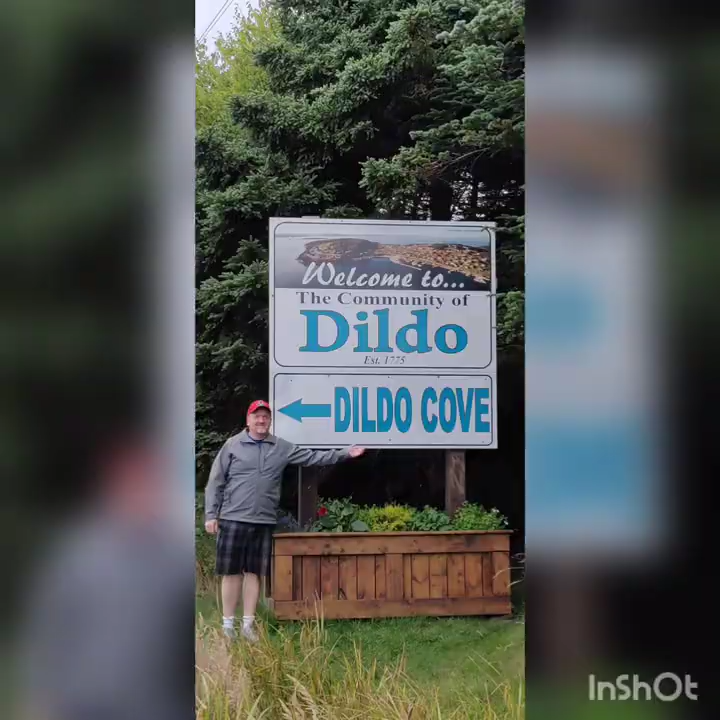 Welcome to...
The Community of
Dildo
Est. 1775
DILDO COVE
InShOt